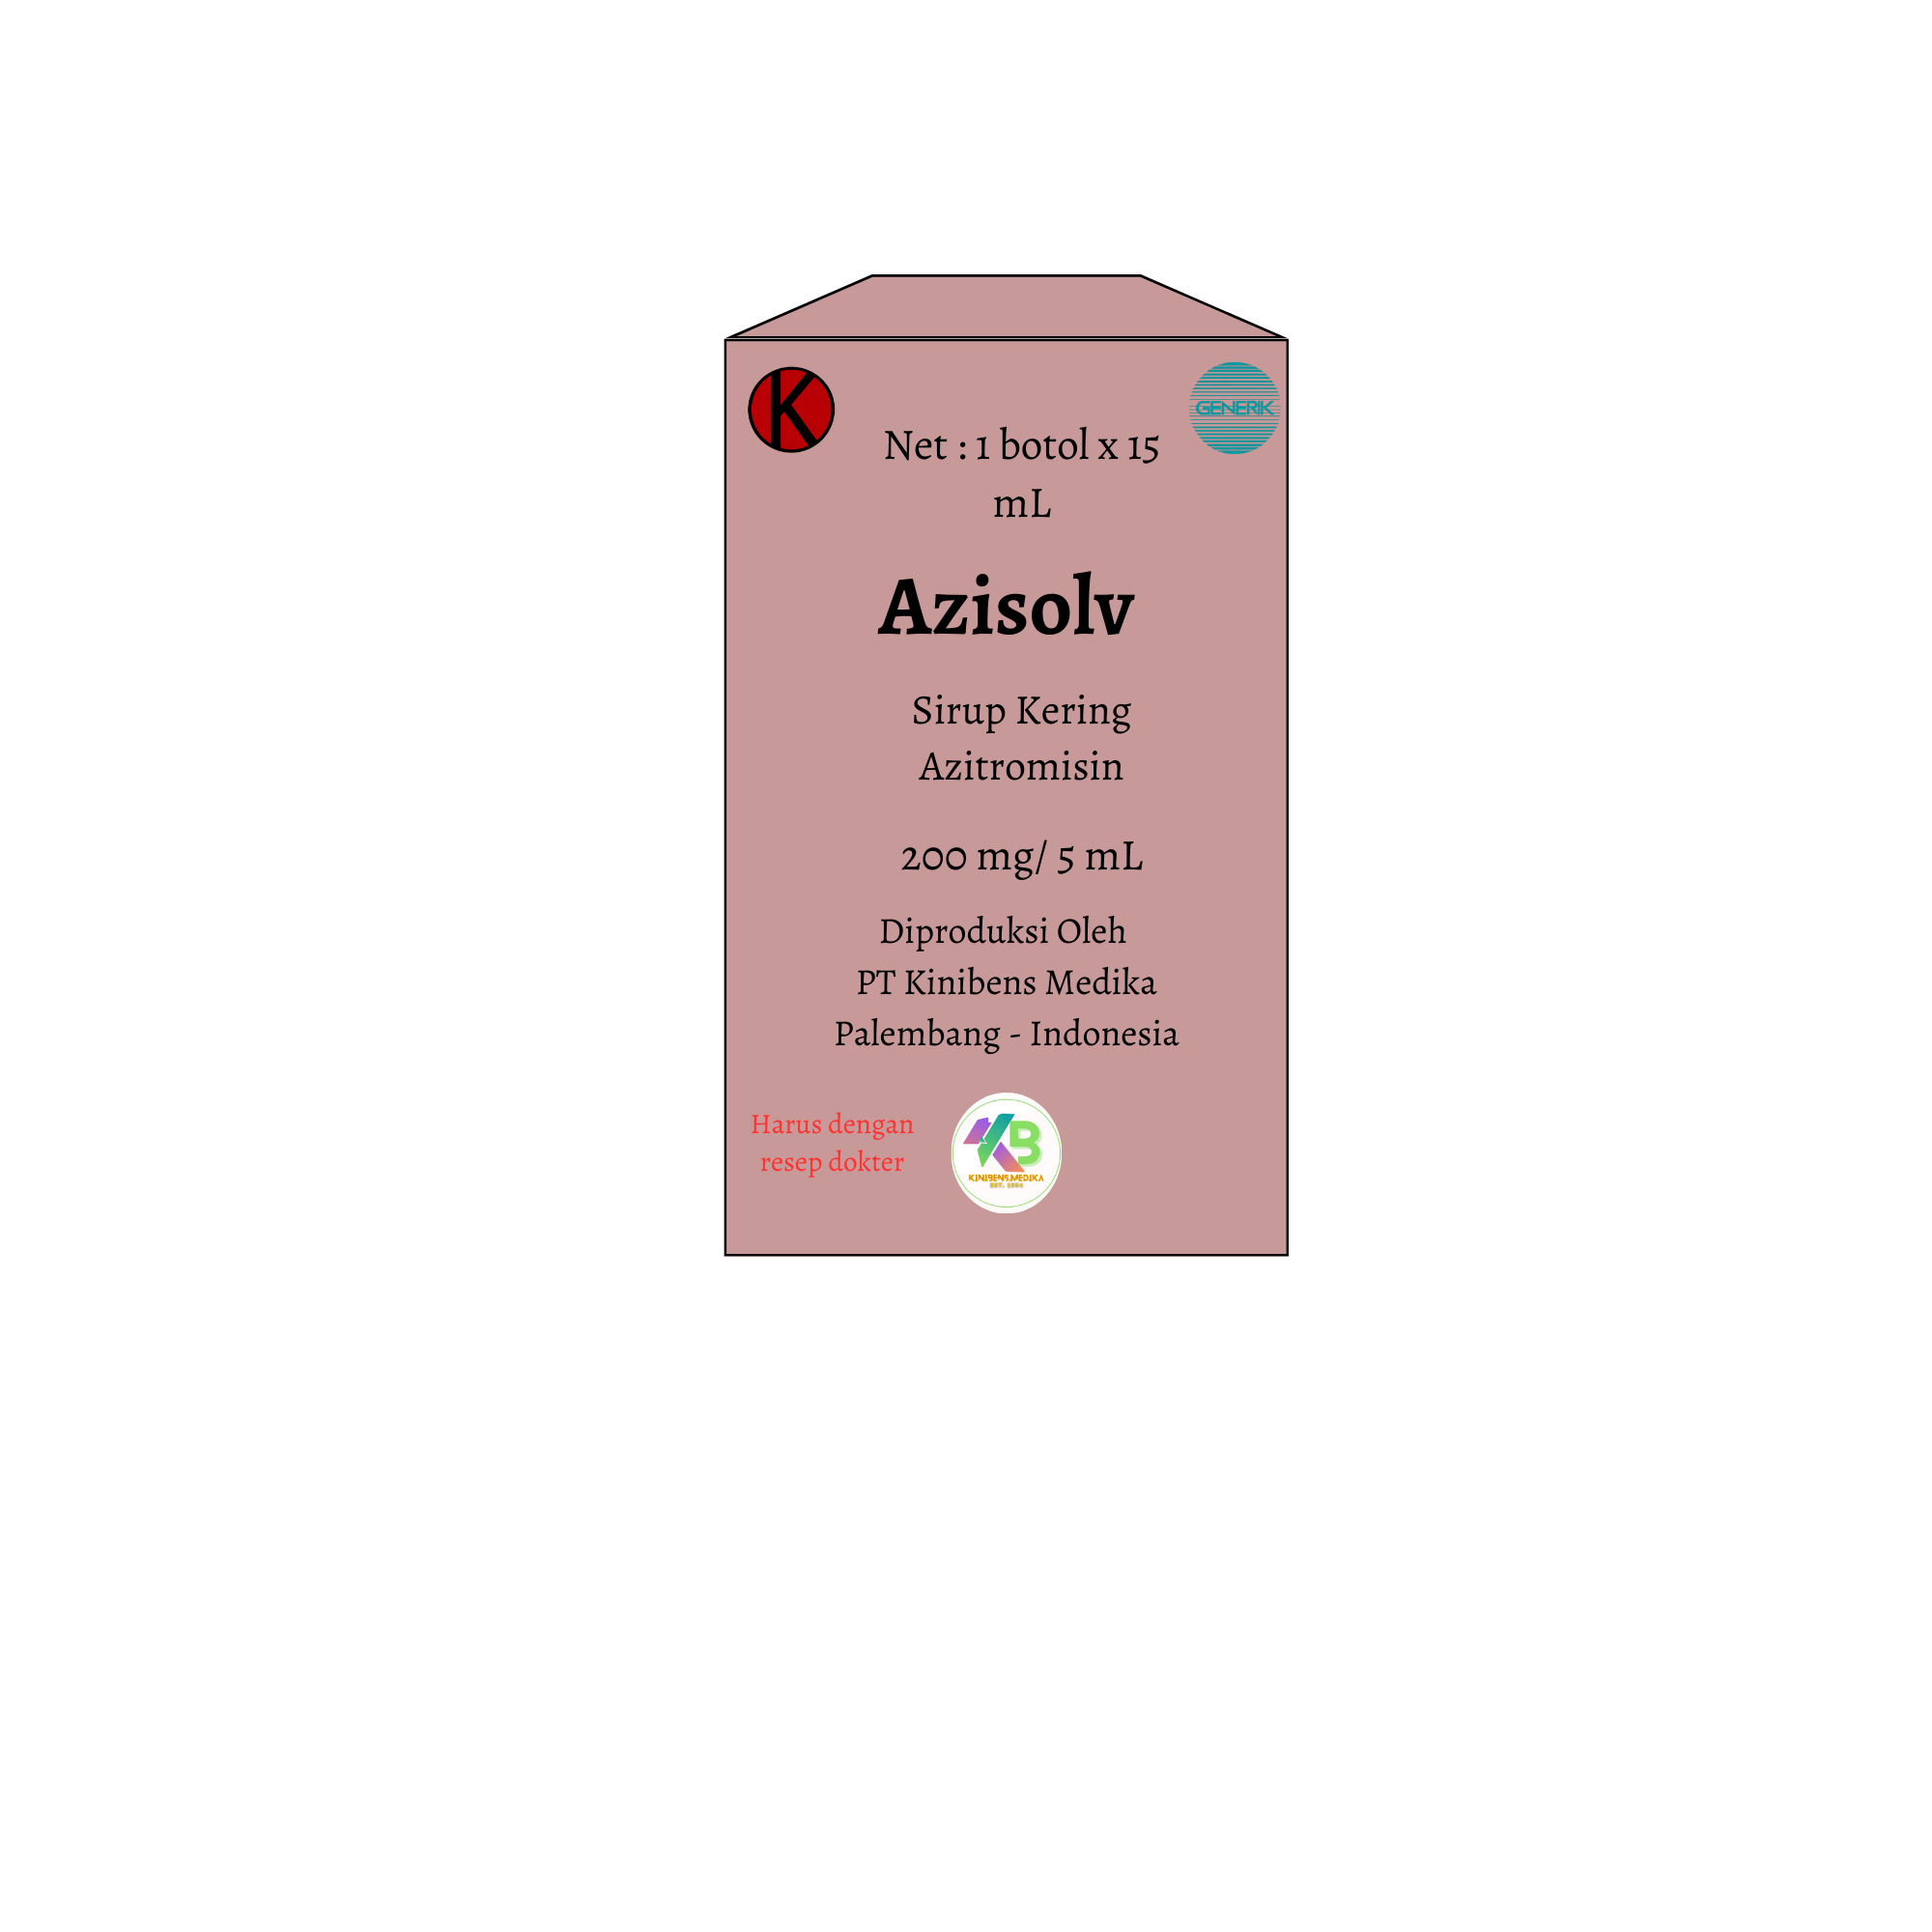 K
GENERIK
Net : 1 botol x 15
mL
Azisolv
Sirup Kering
Azitromisin
200 mg/ 5 mL
Diproduksi Oleh
PT Kinibens Medika
Palembang - Indonesia
Harus dengan
resep dokter
KB
KINIBENS.MEDIKA